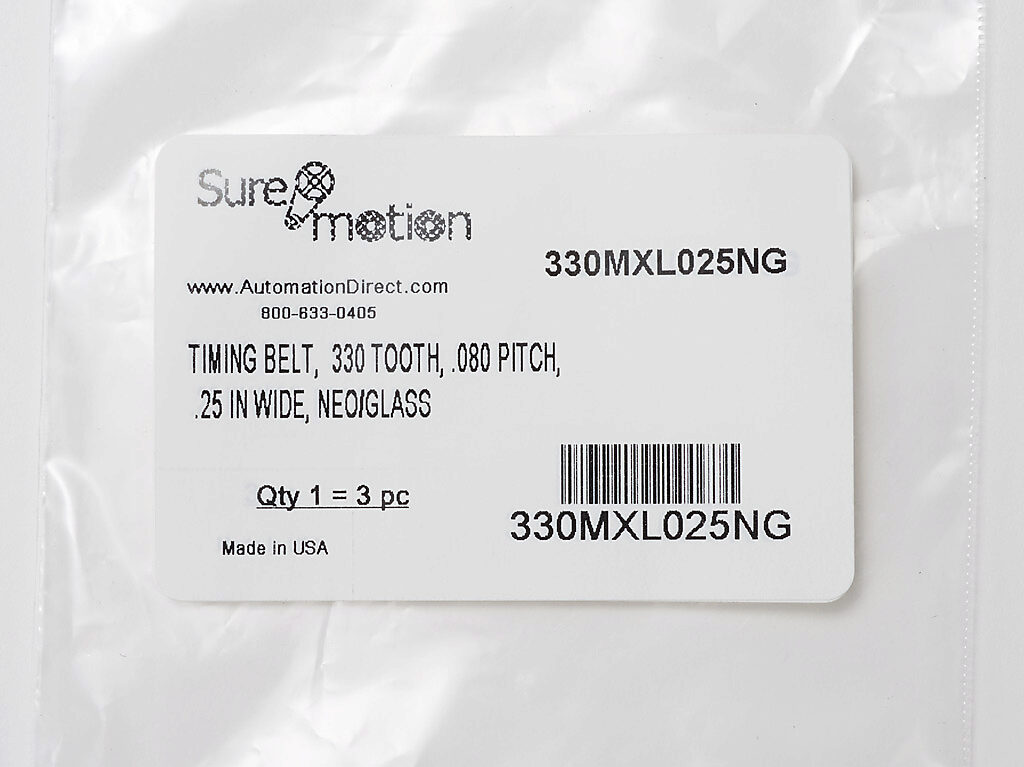 Sure motion
330MXL025NG
www.AutomationDirect.com
800-633-0405
TIMING BELT, 330 TOOTH, .080 PITCH,
.25 IN WIDE, NEO/GLASS
Qty 1 = 3 pc
330MXL025NG
Made in USA